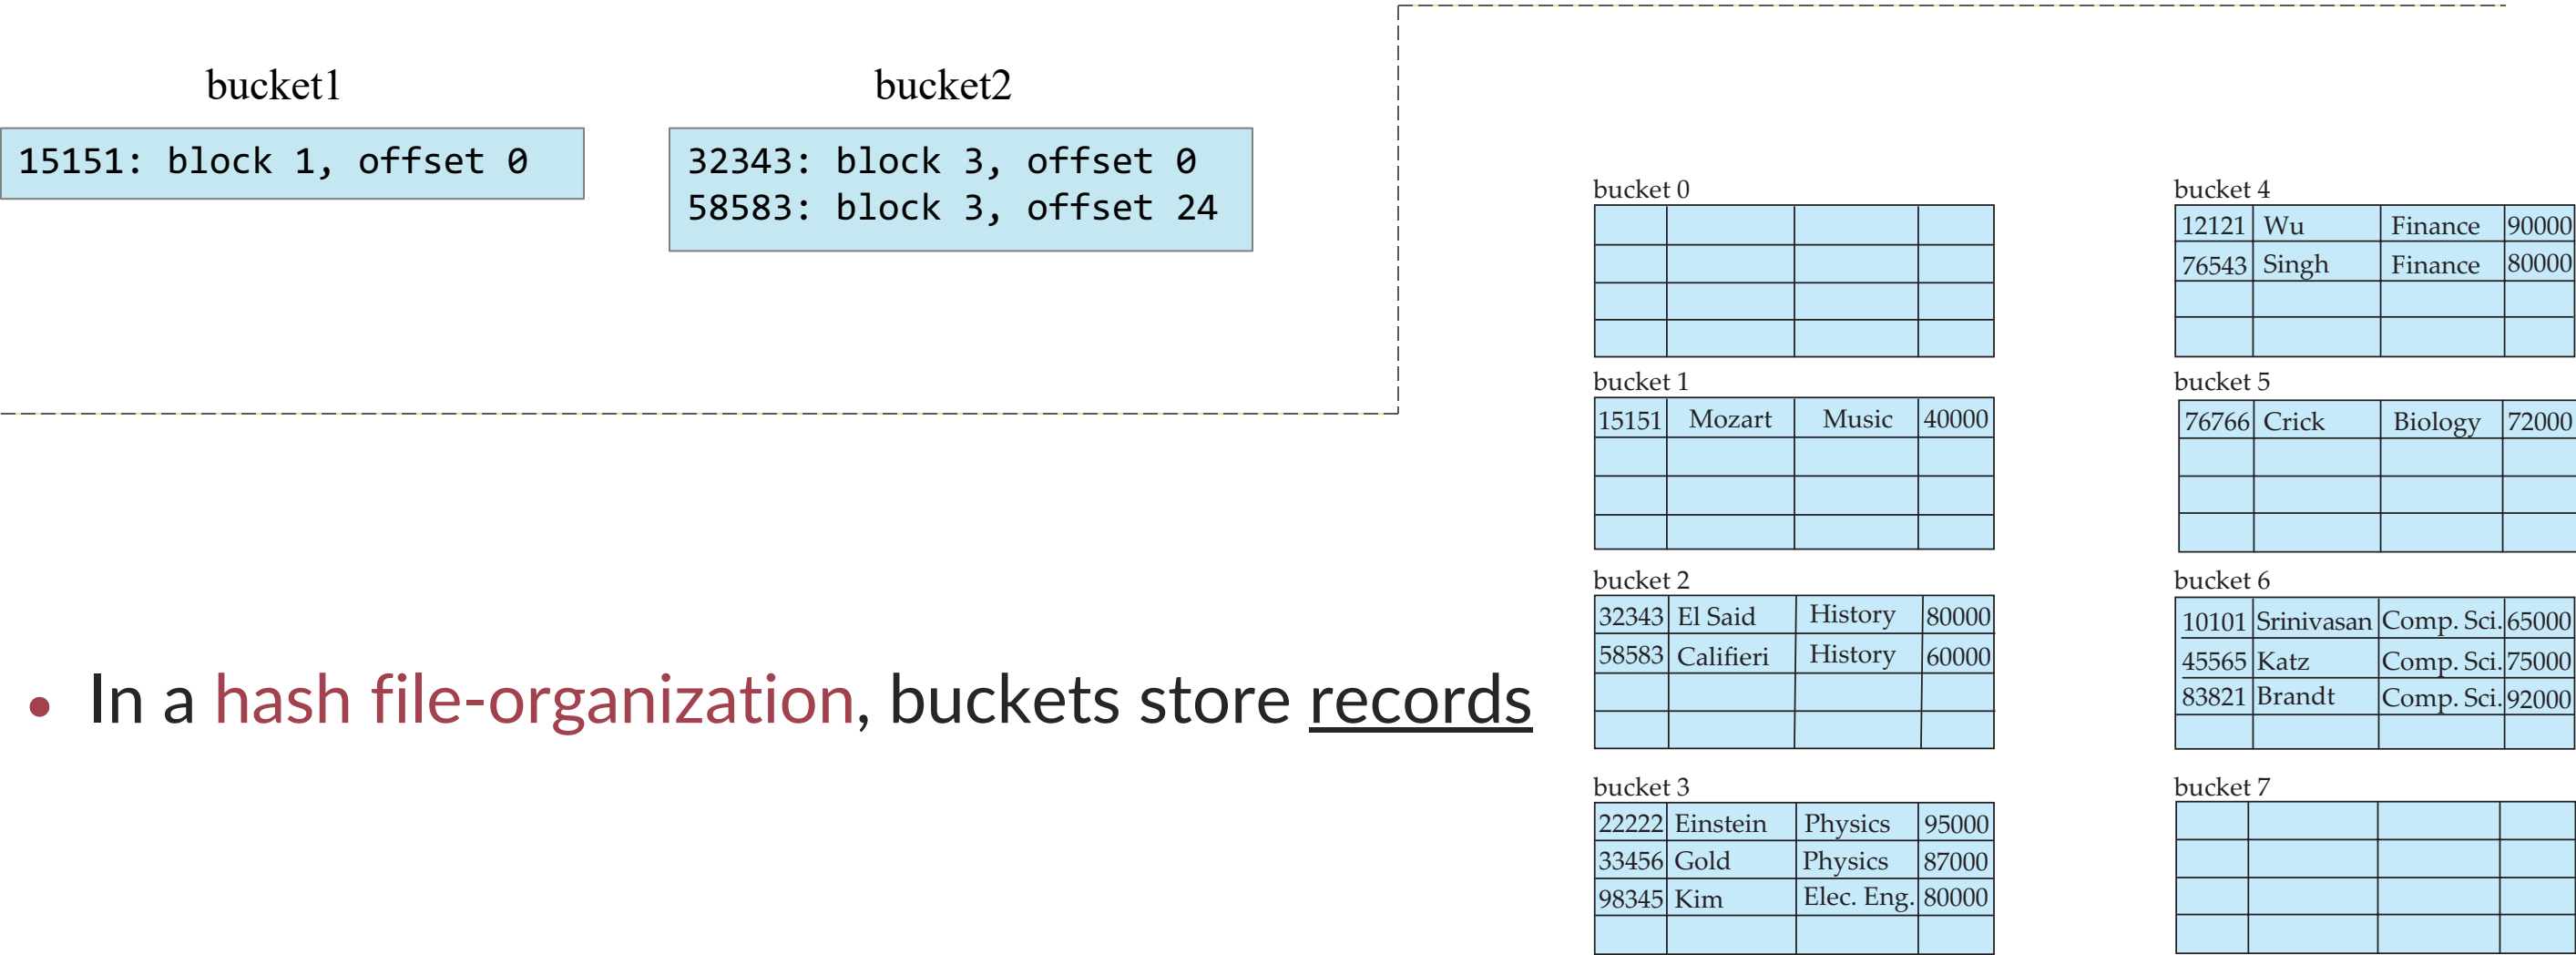 bucket1
15151: block 1, offset 0
bucket2
32343: block 3, offset 0
58583: block 3, offset 24
• In a hash file-organization, buckets store records
bucket 0
bucket 1
15151 Mozart Music 40000
bucket 2
32343 El Said History 80000
58583 Califieri History 60000
bucket 3
22222 Einstein Physics 95000
33456 Gold Physics 87000
98345 Kim Elec. Eng. 80000
bucket 4
12121 Wu Finance 90000
76543 Singh Finance 80000
bucket 5
76766 Crick Biology 72000
bucket 6
10101 Srinivasan Comp. Sci. 65000
45565 Katz Comp. Sci. 75000
83821 Brandt Comp. Sci. 92000
bucket 7